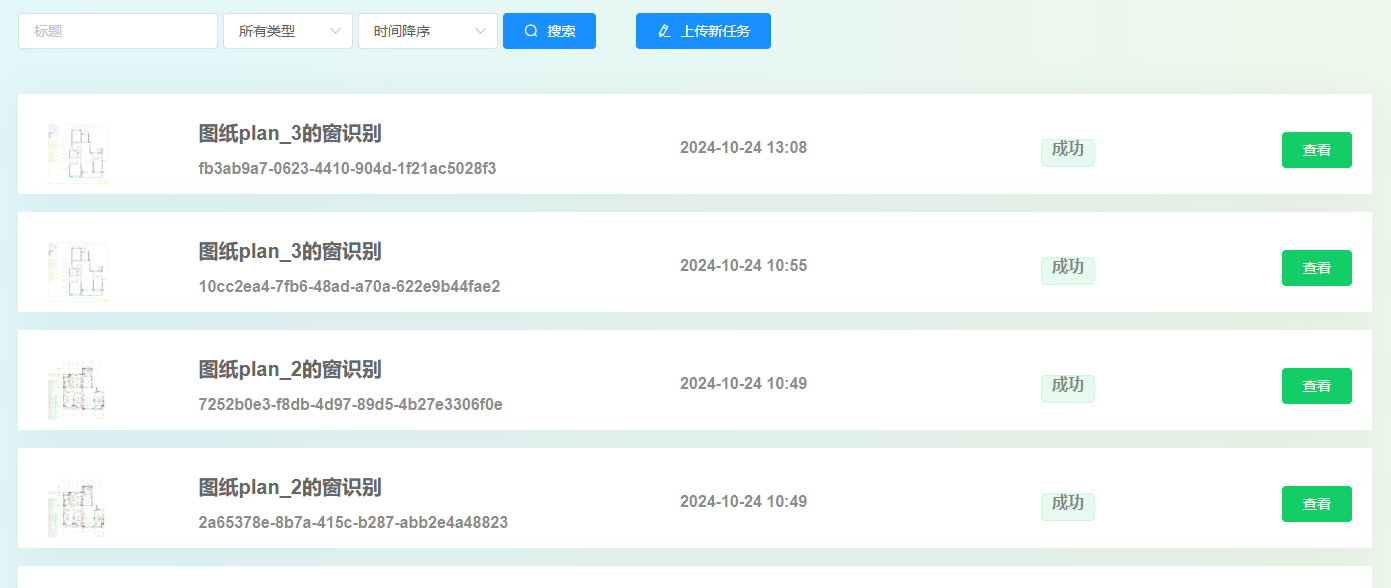 标题 所有类型 时间降序 搜索 上传新任务
图纸plan_3的窗识别
fb3ab9a7-0623-4410-904d-1f21ac5028f3
2024-10-24 13:08
成功
查看
图纸plan_3的窗识别
10cc2ea4-7fb6-48ad-a70a-622e9b44fae2
2024-10-24 10:55
成功
查看
图纸plan_2的窗识别
7252b0e3-f8db-4d97-89d5-4b27e3306f0e
2024-10-24 10:49
成功
查看
图纸plan_2的窗识别
2a65378e-8b7a-415c-b287-abb2e4a48823
2024-10-24 10:49
成功
查看